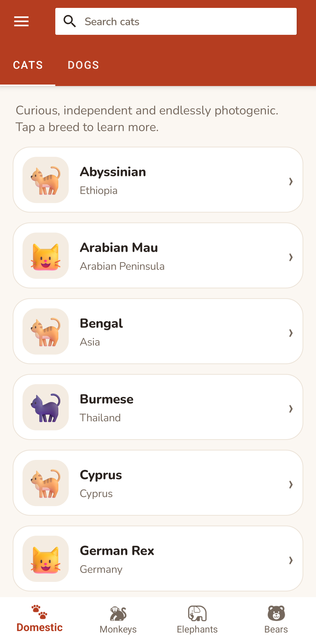 Search cats
CATS
DOGS
Curious, independent and endlessly photogenic.
Tap a breed to learn more.
Abyssinian
Ethiopia
Arabian Mau
Arabian Peninsula
Bengal
Asia
Burmese
Thailand
Cyprus
Cyprus
German Rex
Germany
Domestic
Monkeys
Elephants
Bears